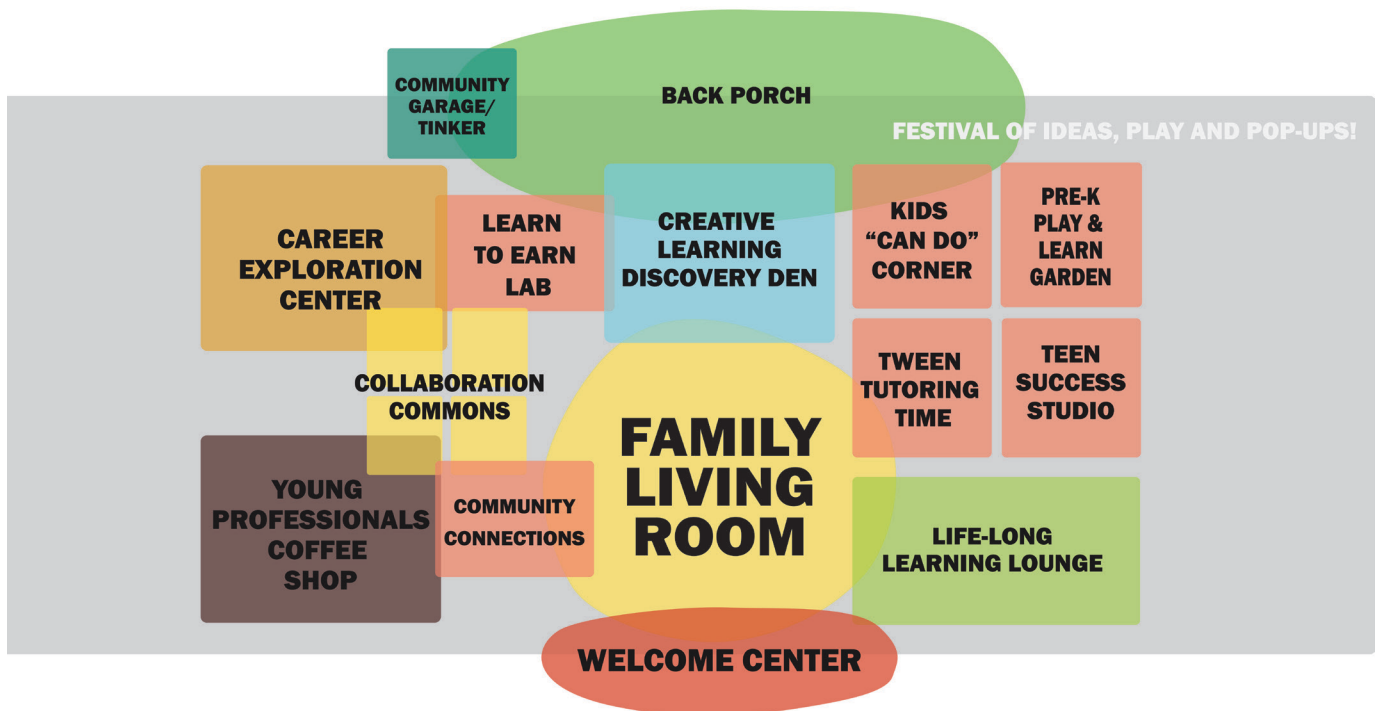 COMMUNITY
GARAGE/
TINKER
BACK PORCH
FESTIVAL OF IDEAS, PLAY AND POP-UPS!
CAREER
EXPLORATION
CENTER
LEARN
TO EARN
LAB
CREATIVE
LEARNING
DISCOVERY DEN
KIDS
“CAN DO”
CORNER
PRE-K
PLAY &
LEARN
GARDEN
COLLABORATION
COMMONS
FAMILY
LIVING
ROOM
TWEEN
TUTORING
TIME
TEEN
SUCCESS
STUDIO
YOUNG
PROFESSIONALS
COFFEE
SHOP
COMMUNITY
CONNECTIONS
LIFE-LONG
LEARNING LOUNGE
WELCOME CENTER